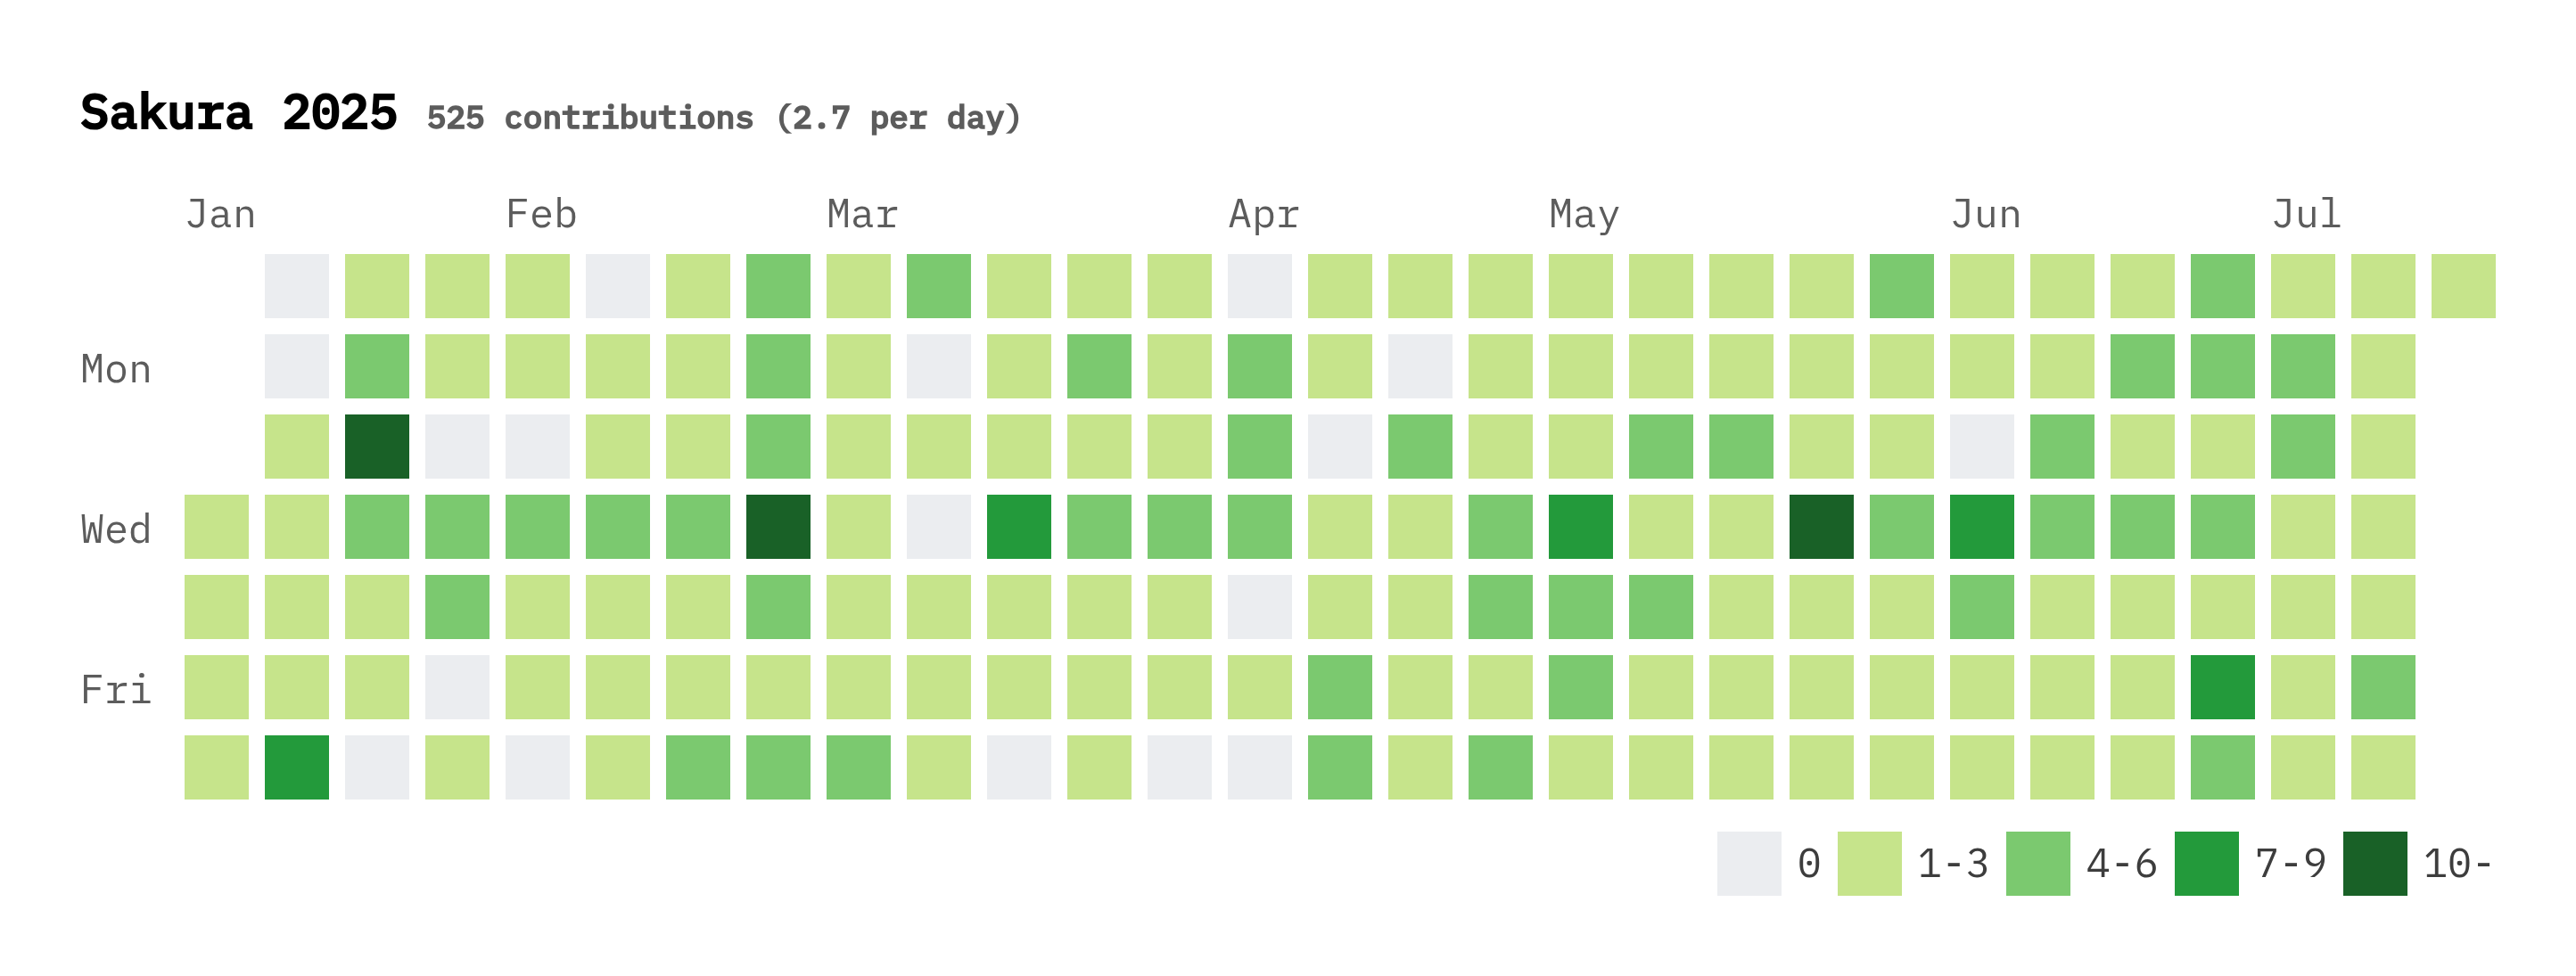 Sakura 2025 525 contributions (2.7 per day)
Jan Feb Mar Apr May Jun Jul
Mon
Wed
Fri
0 1-3 4-6 7-9 10-